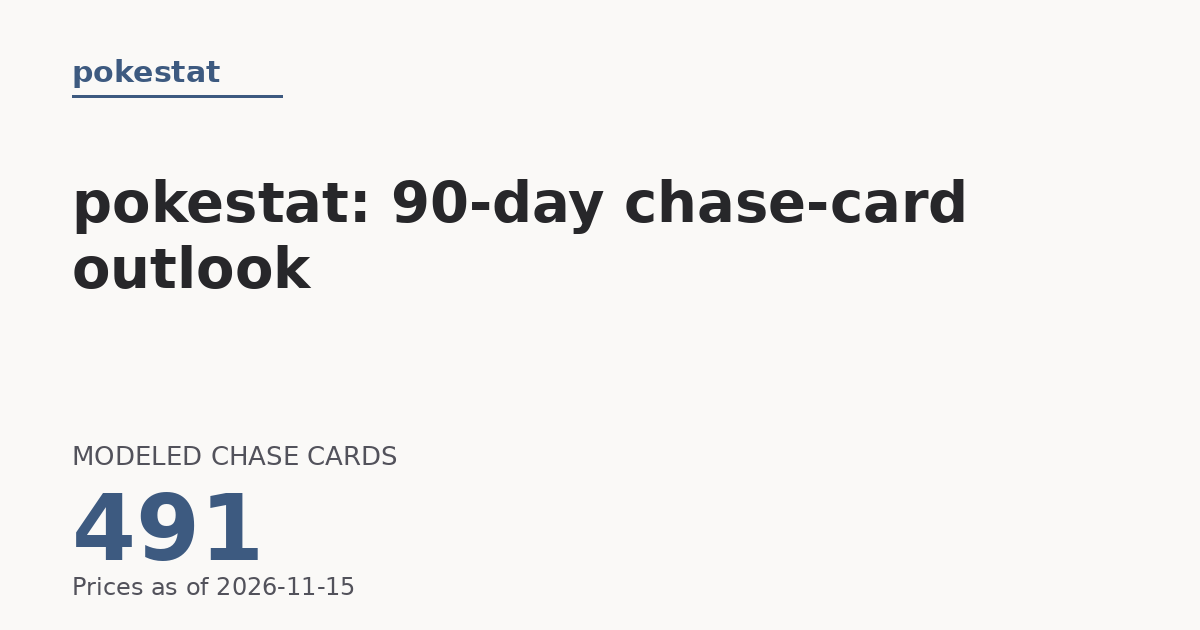 pokestat
pokestat: 90-day chase-card
outlook
MODELED CHASE CARDS
491
Prices as of 2026-11-15